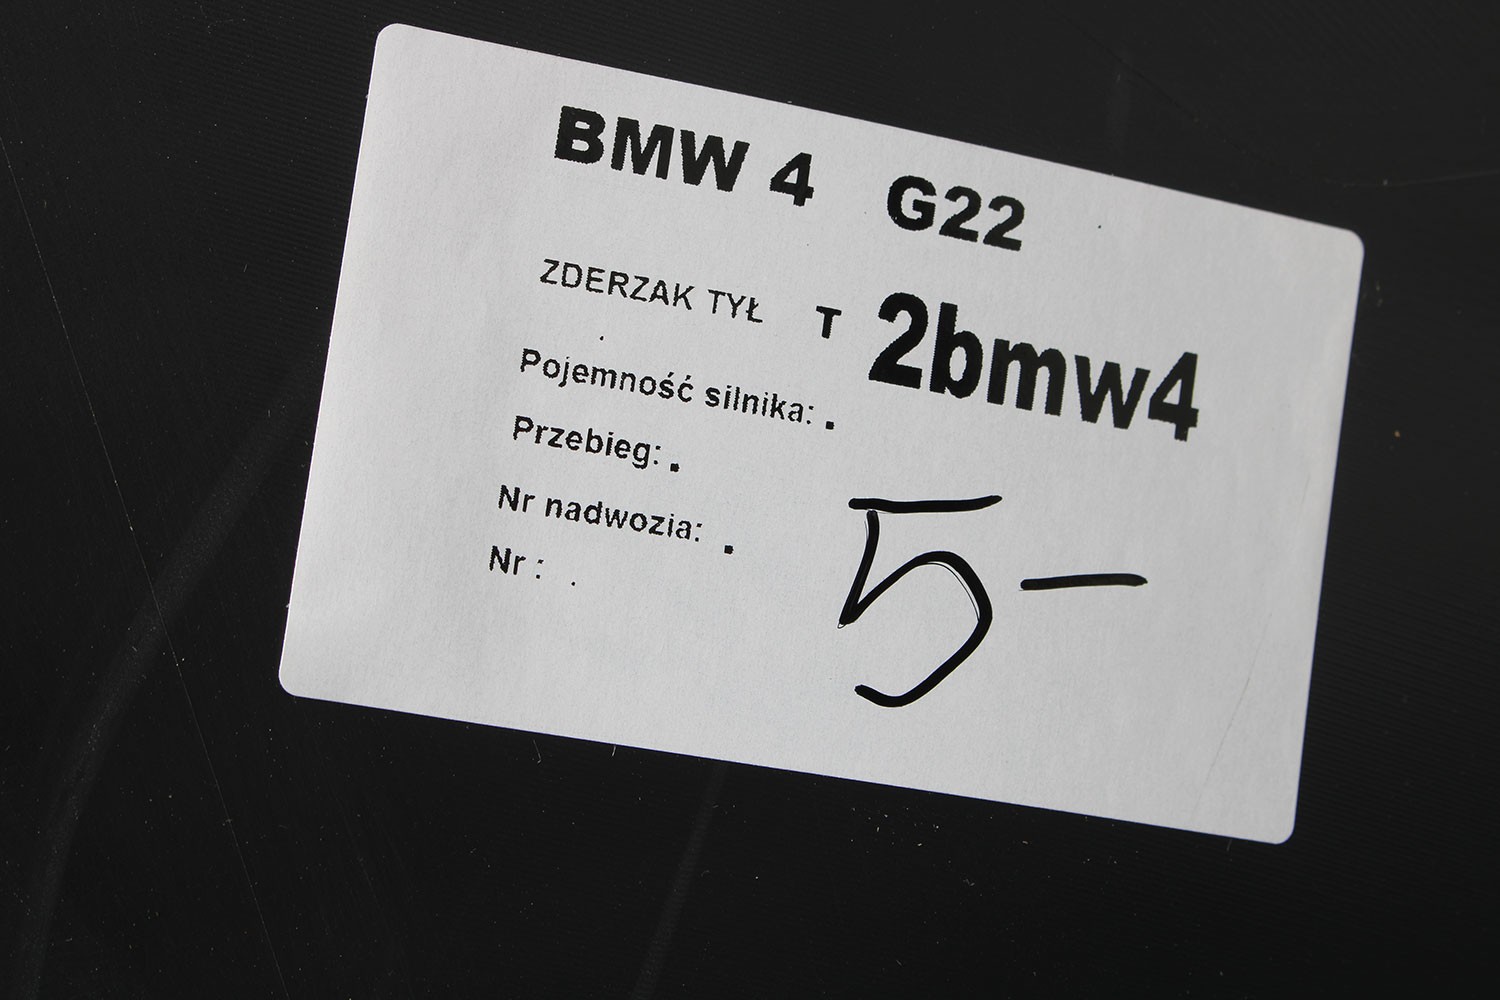 BMW 4 G22
ZDERZAK TYŁ T 2bmw4
Pojemność silnika: .
Przebieg: .
Nr nadwozia: .
Nr : .
5 –